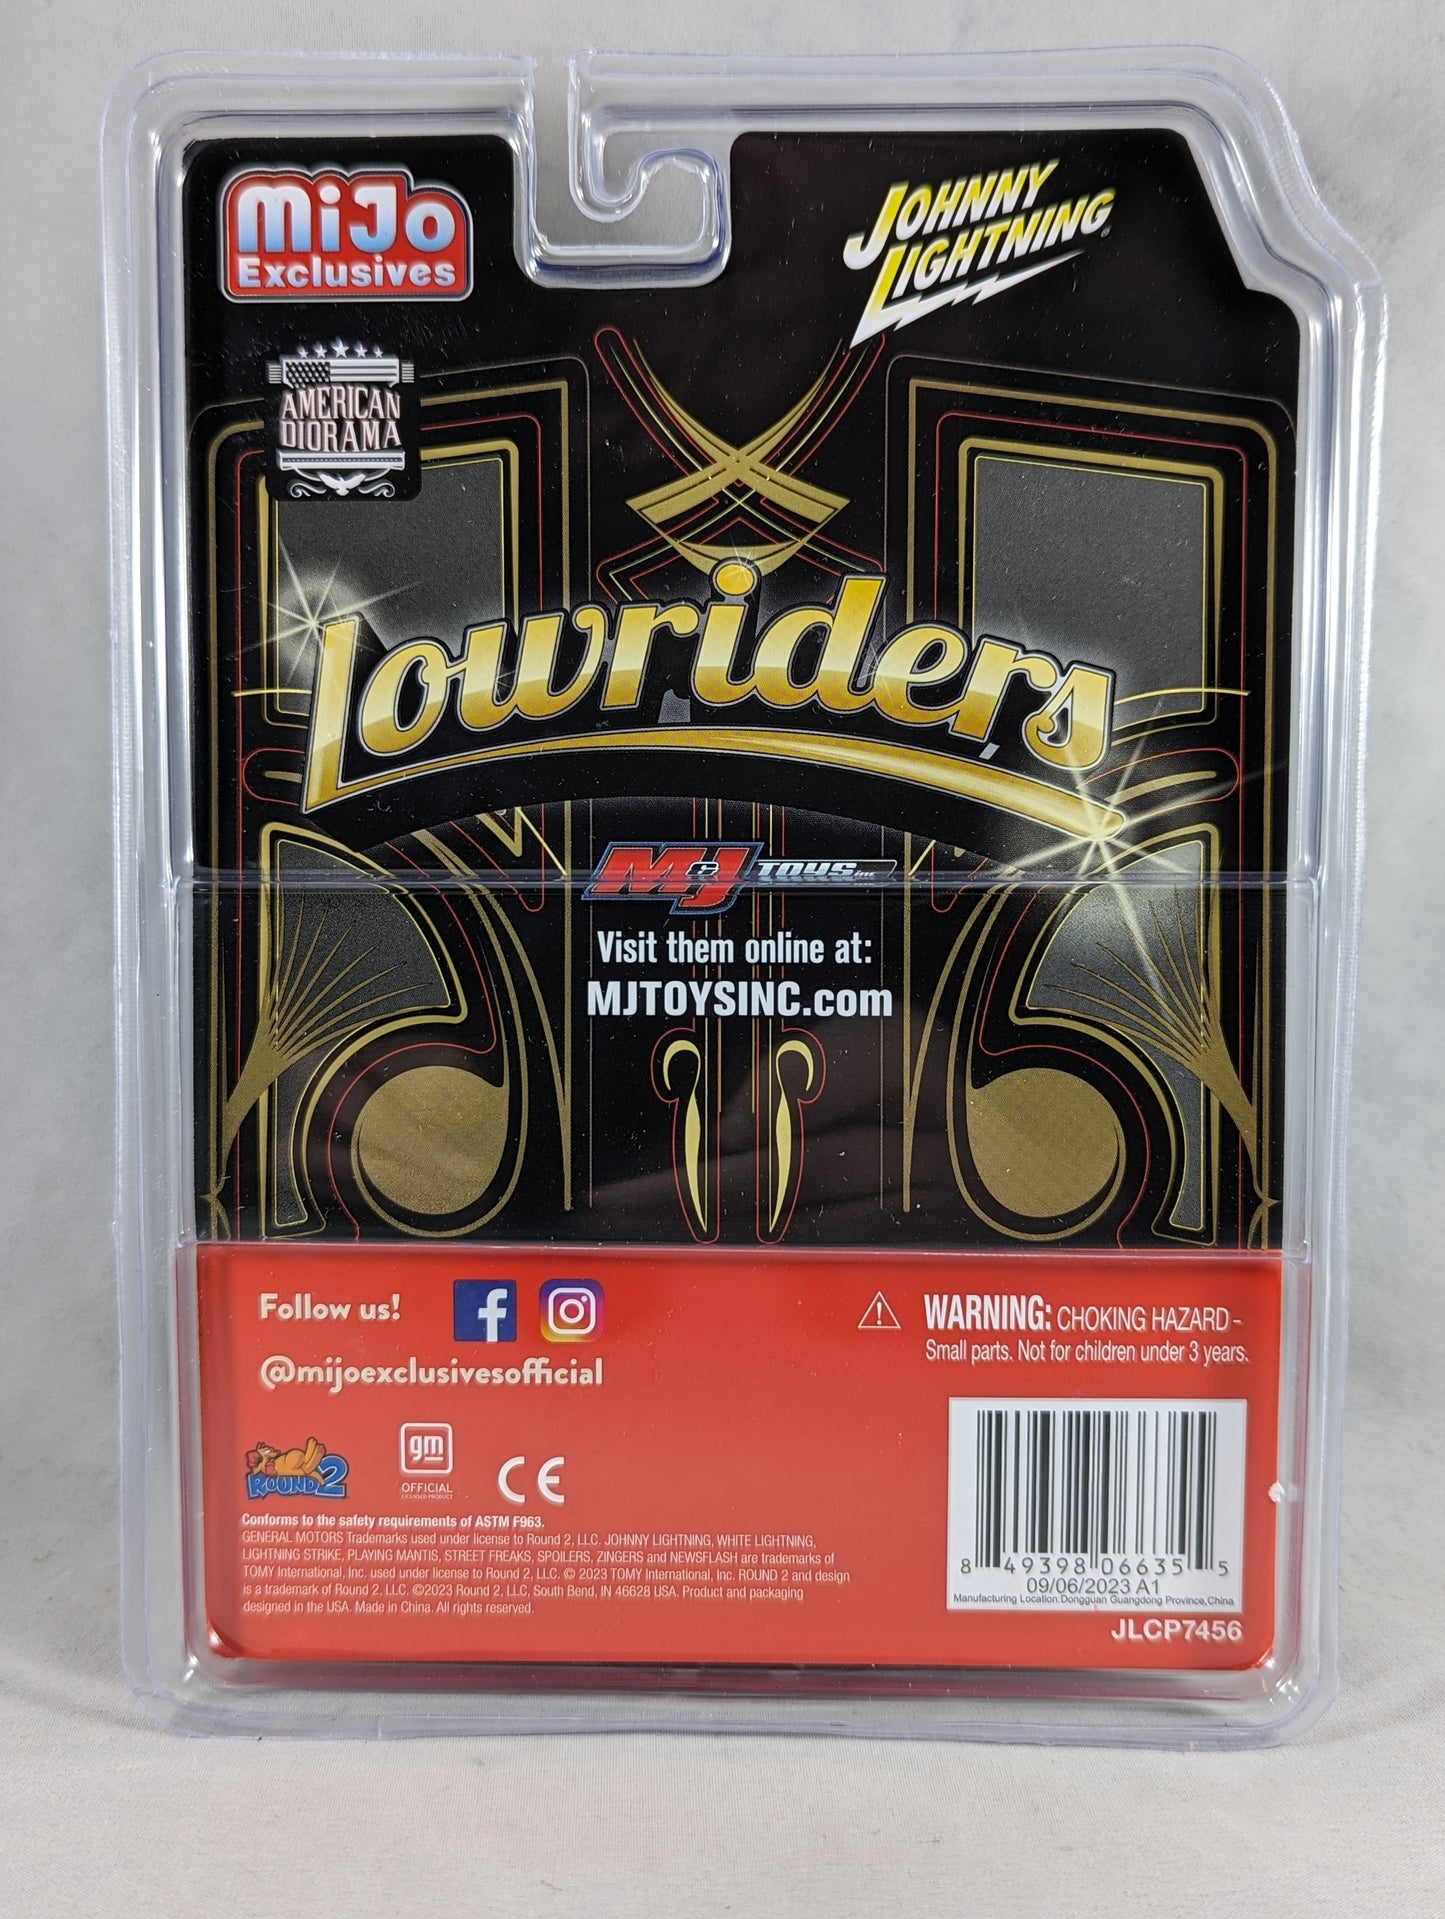 MiJo
Exclusives
JOHNNY
LIGHTNING®
AMERICAN
DIORAMA
Lowriders
M&J TOYS INC
Visit them online at:
MJTOYSINC.com
Follow us!
@mijoexclusivesofficial
WARNING: CHOKING HAZARD -
Small parts. Not for children under 3 years.
ROUND 2
gm
OFFICIAL
LICENSED PRODUCT
CE
Conforms to the safety requirements of ASTM F963.
GENERAL MOTORS Trademarks used under license to Round 2, LLC. JOHNNY LIGHTNING, WHITE LIGHTNING,
LIGHTNING STRIKE, PLAYING MANTIS, STREET FREAKS, SPOILERS, ZINGERS and NEWSFLASH are trademarks of
TOMY International, Inc. used under license to Round 2, LLC. © 2023 TOMY International, Inc. ROUND 2 and design
is a trademark of Round 2, LLC. ©2023 Round 2, LLC, South Bend, IN 46628 USA. Product and packaging
designed in the USA. Made in China. All rights reserved.
8 49398 06635 5
09/06/2023 A1
Manufacturing Location:Dongguan Guangdong Province,China
JLCP7456